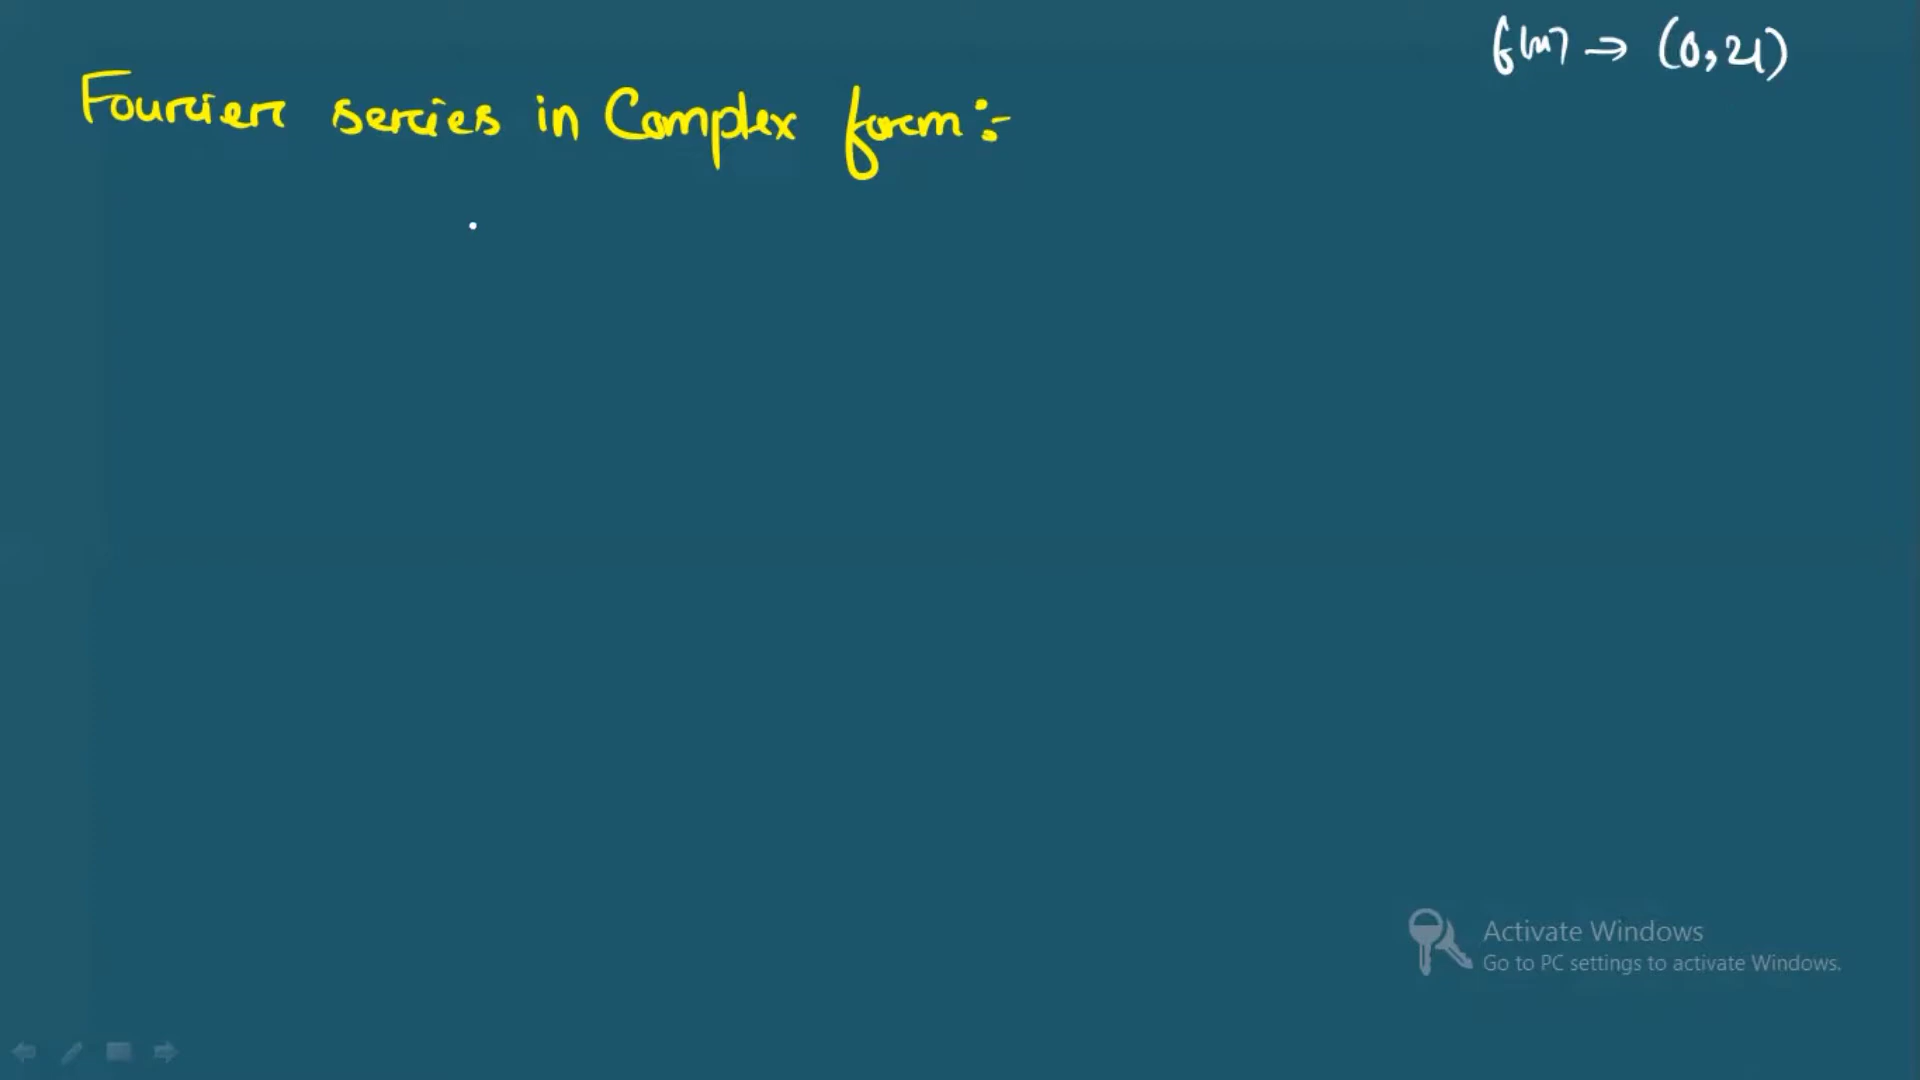 f(x) → (0, 2l)
Fourier series in Complex form :-
Activate Windows
Go to PC settings to activate Windows.